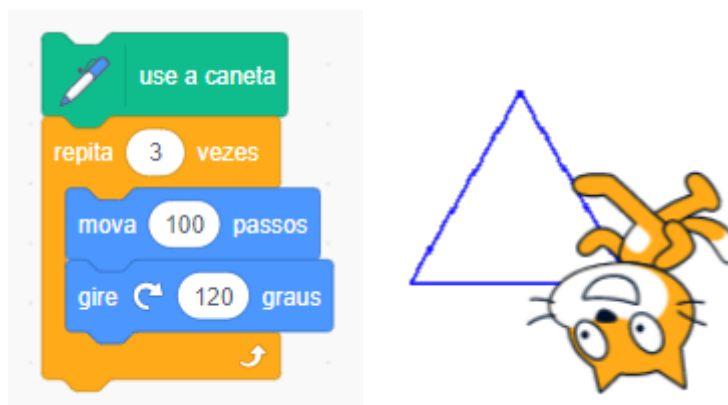 use a caneta
repita 3 vezes
mova 100 passos
gire 120 graus